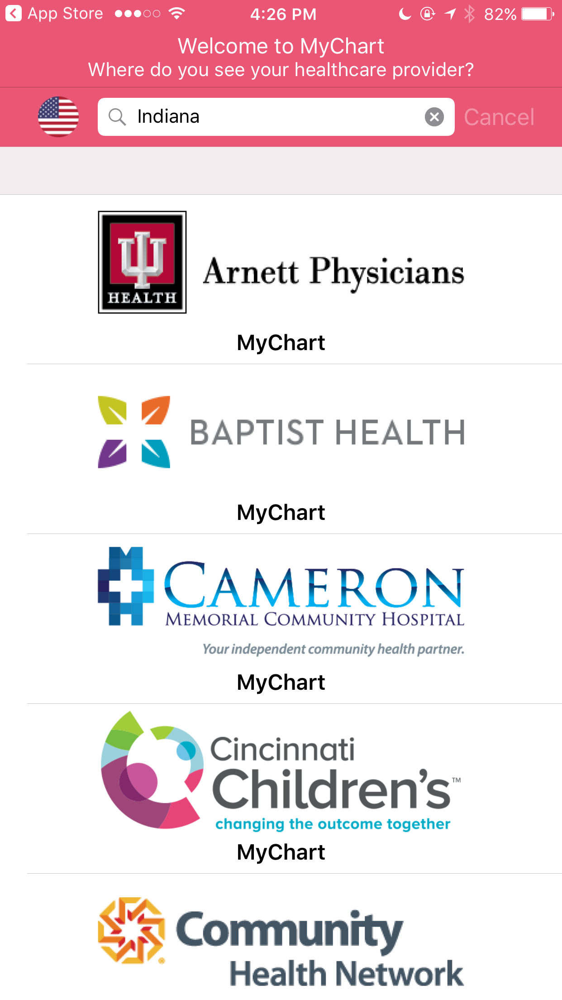 App Store 4:26 PM 82%
Welcome to MyChart
Where do you see your healthcare provider?
Indiana Cancel
IU
HEALTH
Arnett Physicians
MyChart
BAPTIST HEALTH
MyChart
CAMERON
MEMORIAL COMMUNITY HOSPITAL
Your independent community health partner.
MyChart
Cincinnati
Children's™
changing the outcome together
MyChart
Community
Health Network